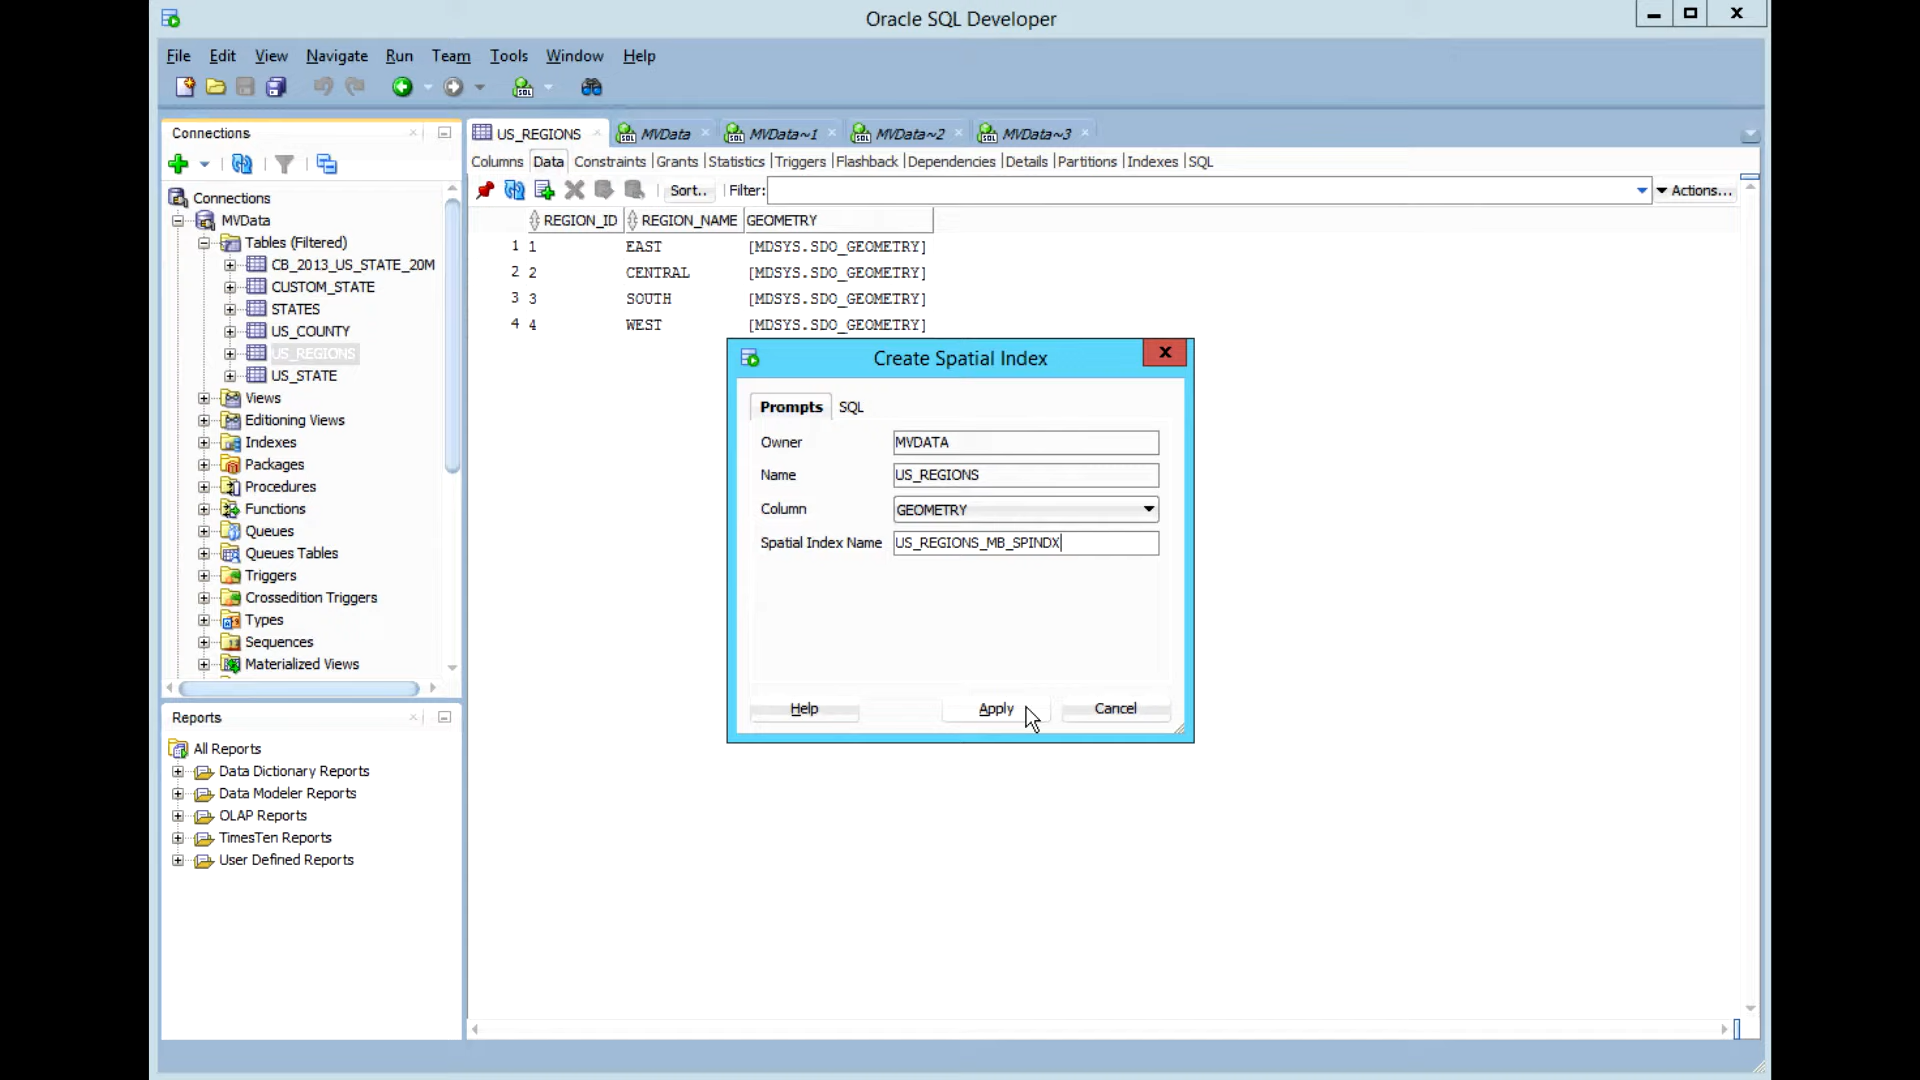 Oracle SQL Developer
File Edit View Navigate Run Team Tools Window Help
Connections
Connections
MVData
Tables (Filtered)
CB_2013_US_STATE_20M
CUSTOM_STATE
STATES
US_COUNTY
US_REGIONS
US_STATE
Views
Editioning Views
Indexes
Packages
Procedures
Functions
Queues
Queues Tables
Triggers
Crossedition Triggers
Types
Sequences
Materialized Views
Reports
All Reports
Data Dictionary Reports
Data Modeler Reports
OLAP Reports
TimesTen Reports
User Defined Reports
US_REGIONS MVData MVData~1 MVData~2 MVData~3
Columns Data Constraints Grants Statistics Triggers Flashback Dependencies Details Partitions Indexes SQL
Sort.. Filter: Actions...
REGION_ID REGION_NAME GEOMETRY
1 1 EAST [MDSYS.SDO_GEOMETRY]
2 2 CENTRAL [MDSYS.SDO_GEOMETRY]
3 3 SOUTH [MDSYS.SDO_GEOMETRY]
4 4 WEST [MDSYS.SDO_GEOMETRY]
Create Spatial Index
Prompts SQL
Owner MVDATA
Name US_REGIONS
Column GEOMETRY
Spatial Index Name US_REGIONS_MB_SPINDX
Help Apply Cancel